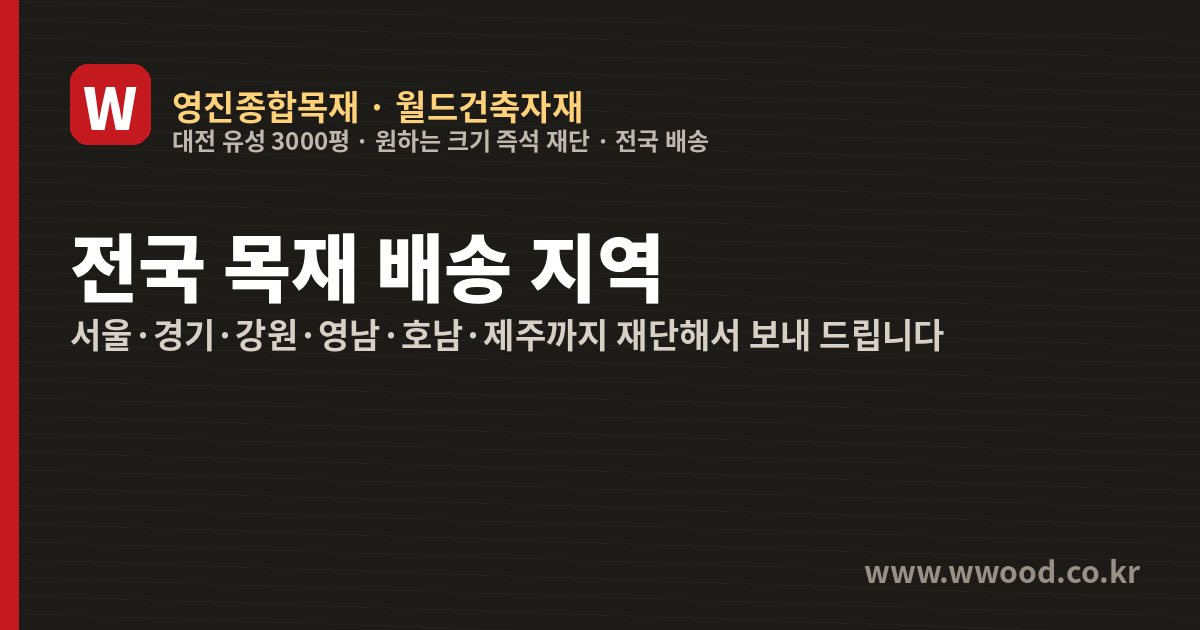 W
영진종합목재 · 월드건축자재
대전 유성 3000평 · 원하는 크기 즉석 재단 · 전국 배송
전국 목재 배송 지역
서울·경기·강원·영남·호남·제주까지 재단해서 보내 드립니다
www.wwood.co.kr